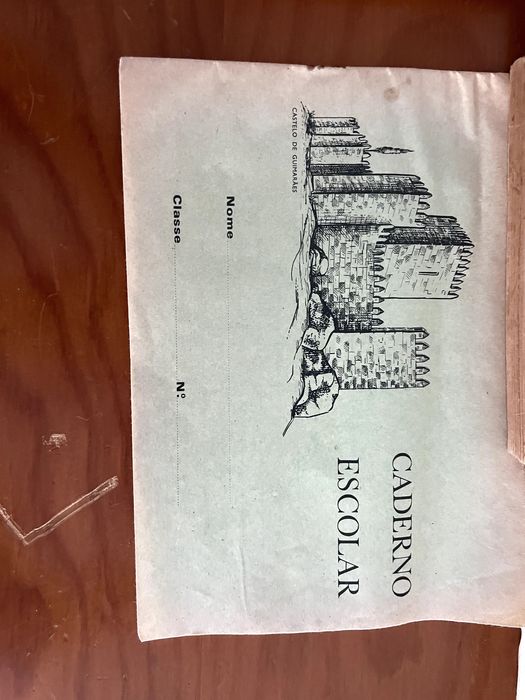 CADERNO
ESCOLAR
CASTELO DE GUIMARÃES
Nome
Classe Nº.